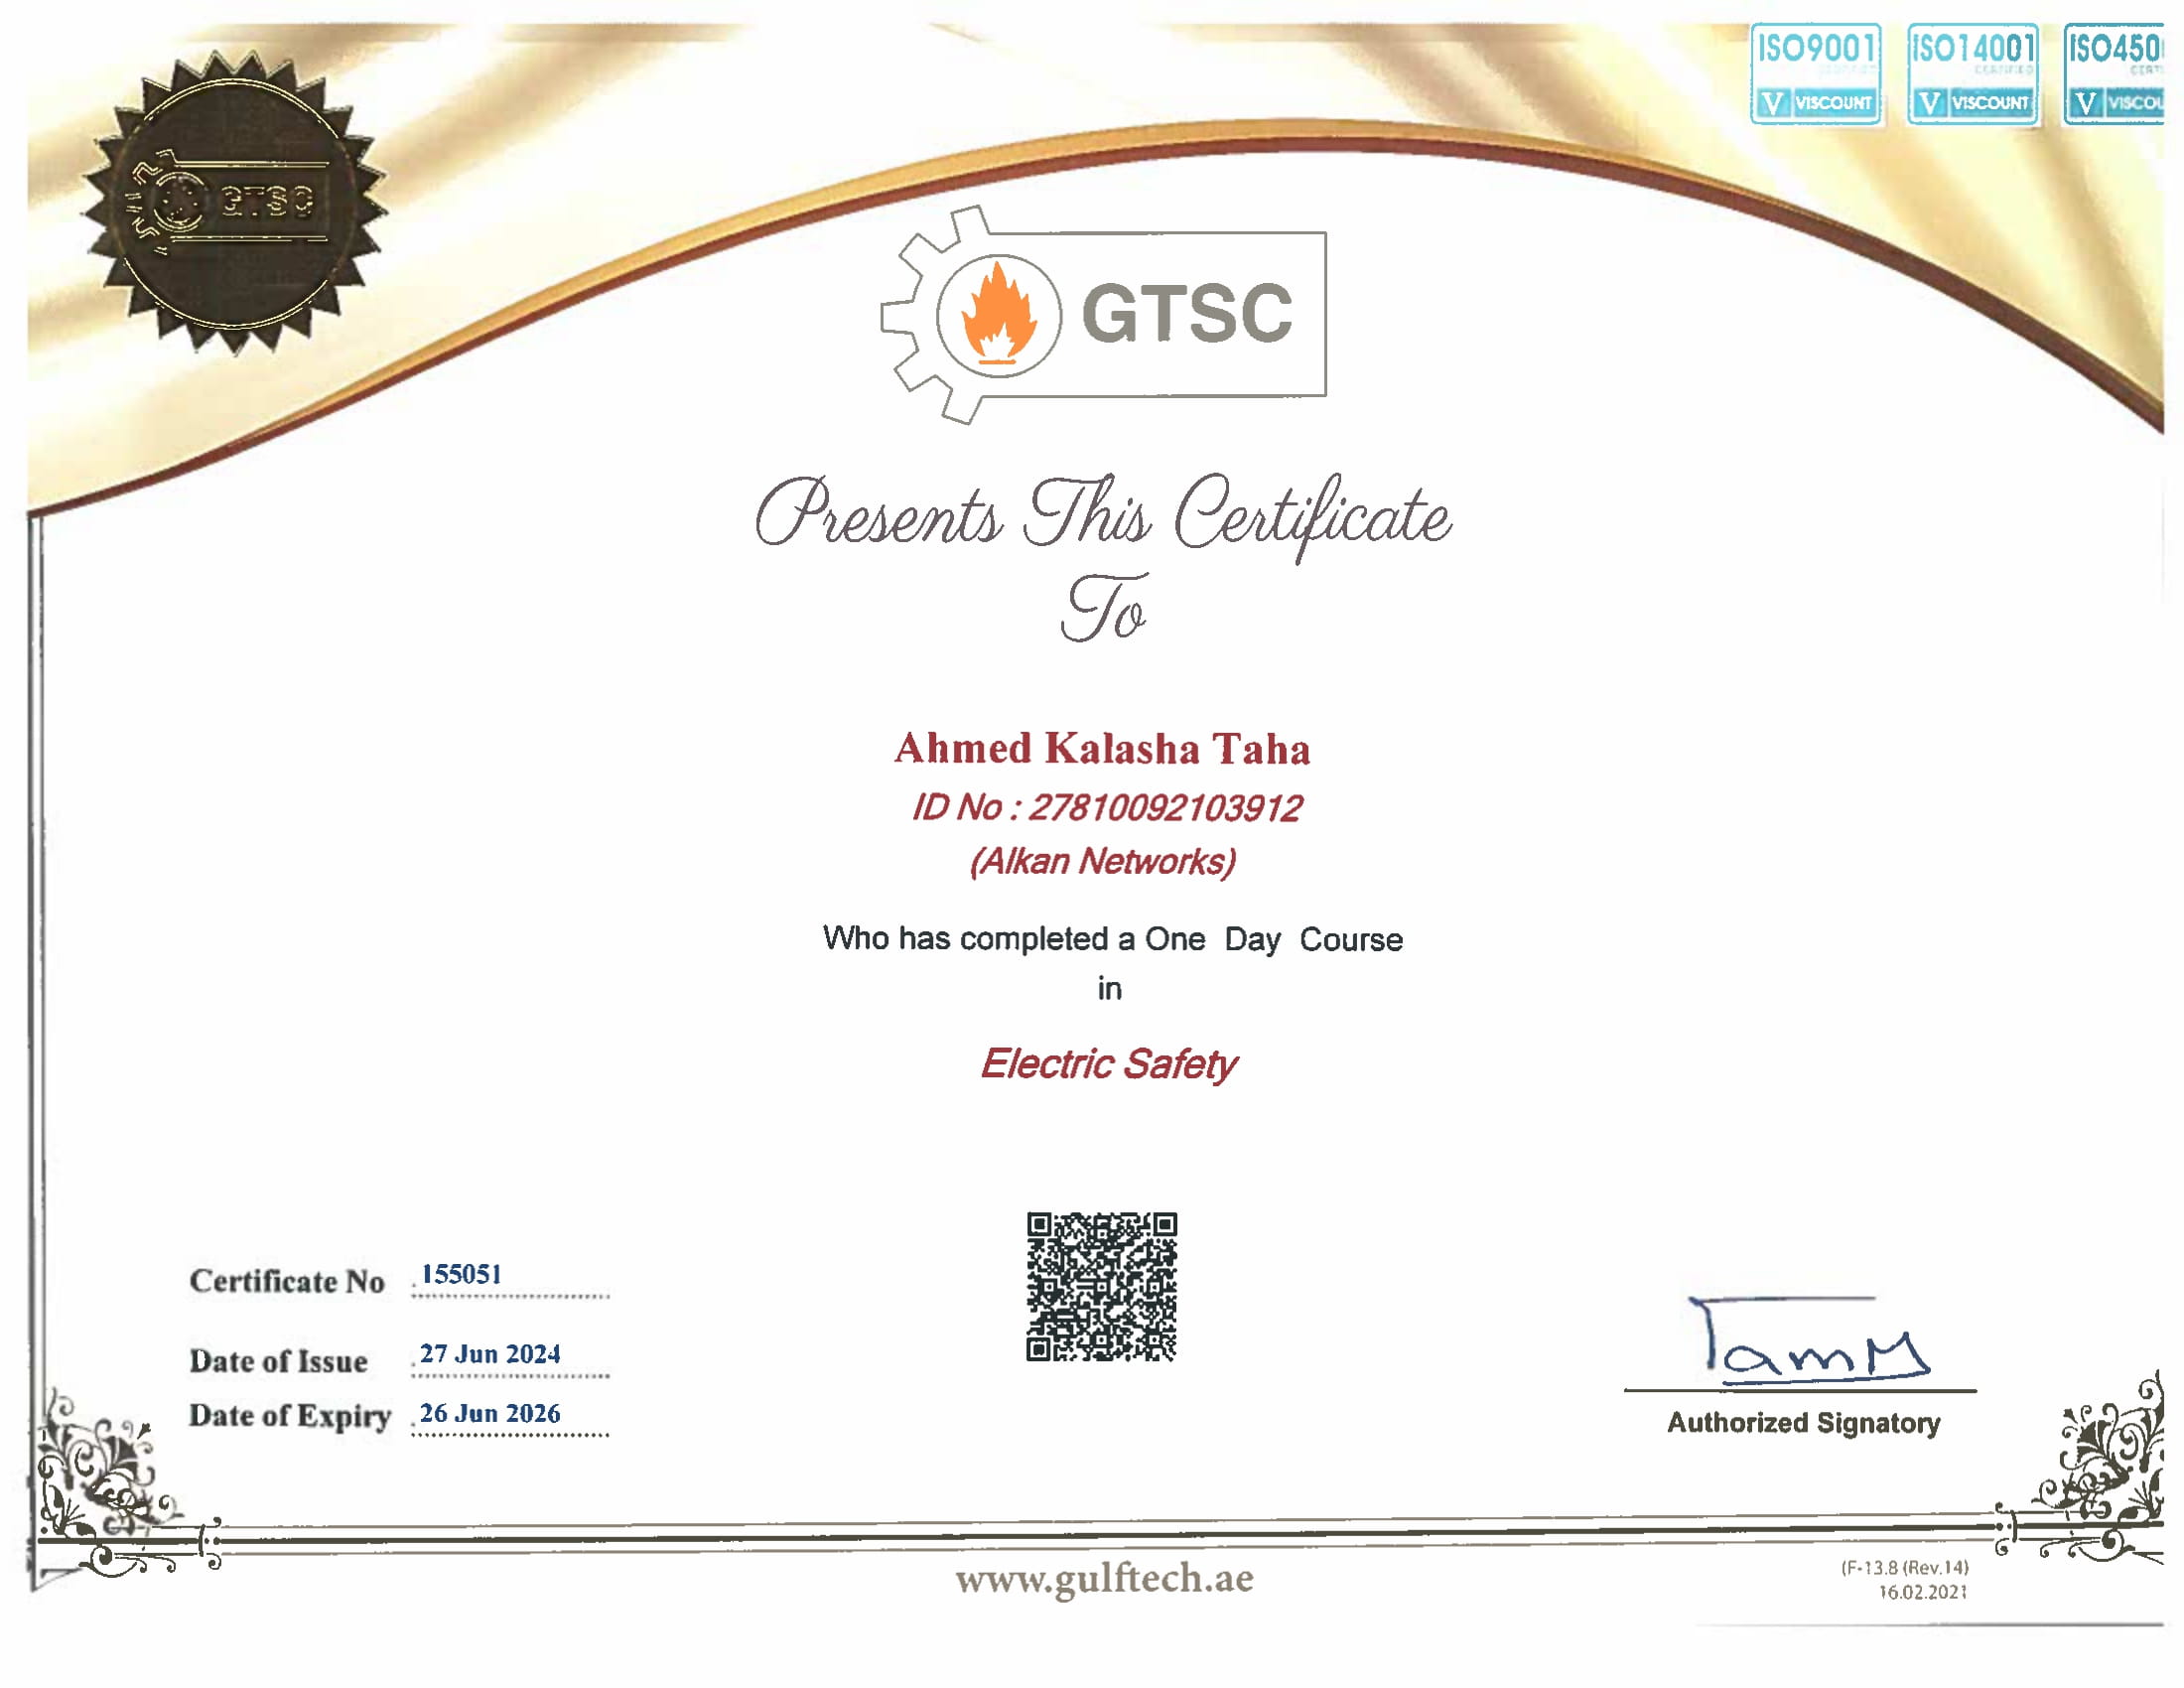 ISO9001
CERTIFIED
V VISCOUNT
ISO14001
CERTIFIED
V VISCOUNT
ISO450
CERTI
V VISCOU
GTSC
GTSC
Presents This Certificate
To
Ahmed Kalasha Taha
ID No : 27810092103912
(Alkan Networks)
Who has completed a One Day Course
in
Electric Safety
Certificate No 155051
Date of Issue 27 Jun 2024
Date of Expiry 26 Jun 2026
TamM
Authorized Signatory
www.gulftech.ae
(F-13.8 (Rev.14)
16.02.2021